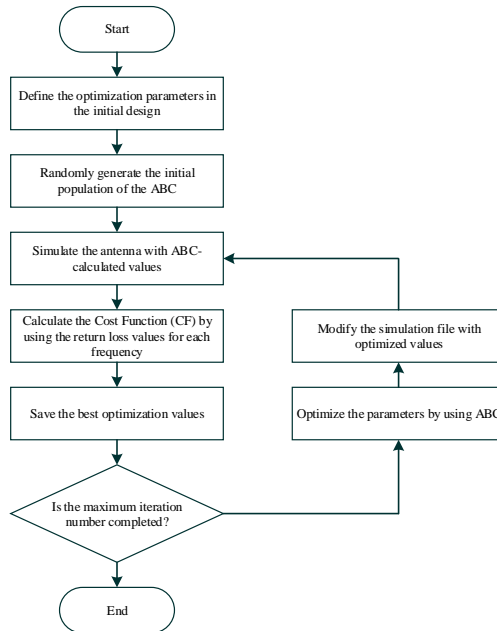 Start
Define the optimization parameters in
the initial design
Randomly generate the initial
population of the ABC
Simulate the antenna with ABC-
calculated values
Calculate the Cost Function (CF) by
using the return loss values for each
frequency
Save the best optimization values
Is the maximum iteration
number completed?
End
Modify the simulation file with
optimized values
Optimize the parameters by using ABC